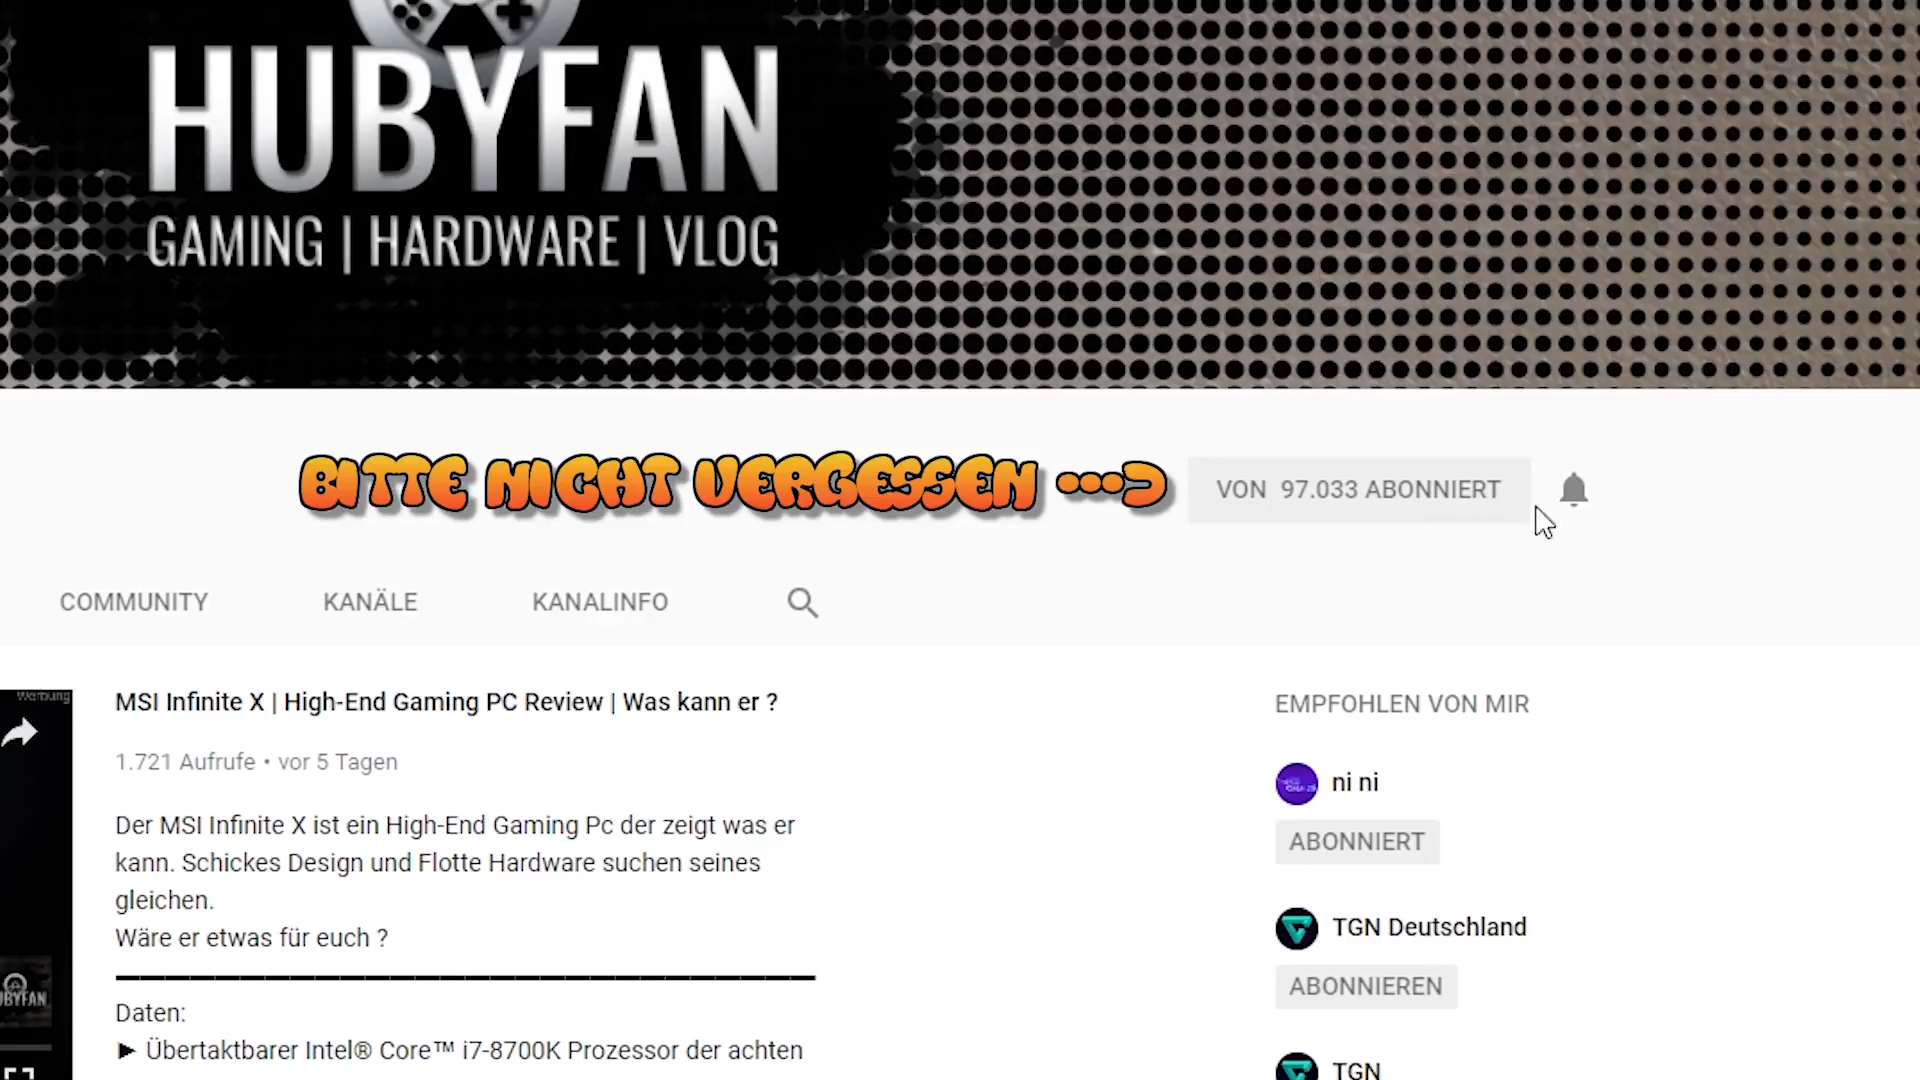 HUBYFAN
GAMING | HARDWARE | VLOG
BITTE NICHT VERGESSEN
VON 97.033 ABONNIERT
COMMUNITY
KANÄLE
KANALINFO
Werbung
MSI Infinite X | High-End Gaming PC Review | Was kann er ?
1.721 Aufrufe • vor 5 Tagen
Der MSI Infinite X ist ein High-End Gaming Pc der zeigt was er
kann. Schickes Design und Flotte Hardware suchen seines
gleichen.
Wäre er etwas für euch ?
Daten:
► Übertaktbarer Intel® Core™ i7-8700K Prozessor der achten
UBYFAN
EMPFOHLEN VON MIR
ni ni
ABONNIERT
TGN Deutschland
ABONNIEREN
TGN